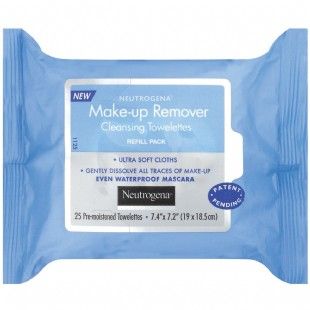 NEW
NEUTROGENA®
Make-up Remover
Cleansing Towelettes
REFILL PACK
• ULTRA SOFT CLOTHS
• GENTLY DISSOLVE ALL TRACES OF MAKE-UP
EVEN WATERPROOF MASCARA
Neutrogena®
PATENT PENDING
25 Pre-moistened Towelettes • 7.4"x 7.2" (19 x 18.5cm)
1125